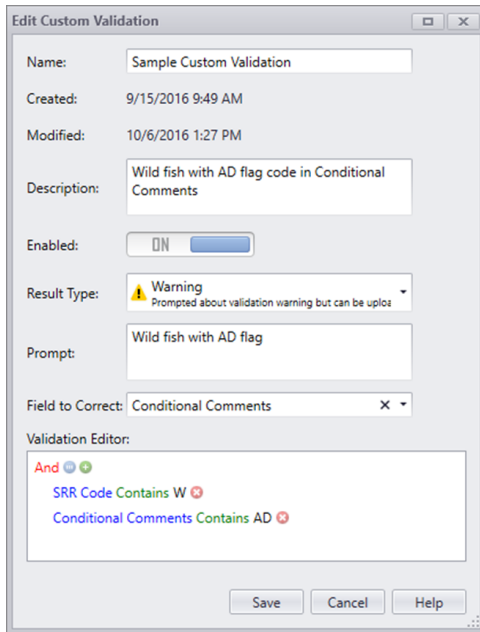 Edit Custom Validation
Name: Sample Custom Validation
Created: 9/15/2016 9:49 AM
Modified: 10/6/2016 1:27 PM
Description: Wild fish with AD flag code in Conditional
Comments
Enabled: ON
Result Type: Warning
Prompted about validation warning but can be uploa
Prompt: Wild fish with AD flag
Field to Correct: Conditional Comments
Validation Editor:
And
SRR Code Contains W
Conditional Comments Contains AD
Save Cancel Help